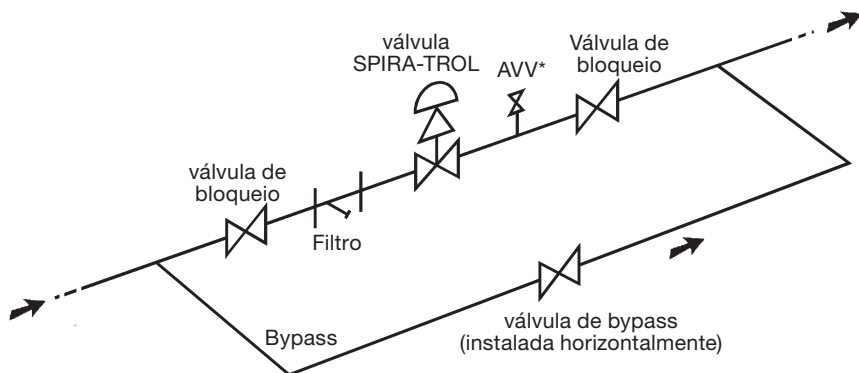 válvula
SPIRA-TROL
AVV*
Válvula de
bloqueio
válvula de
bloqueio
Filtro
Bypass
válvula de bypass
(instalada horizontalmente)